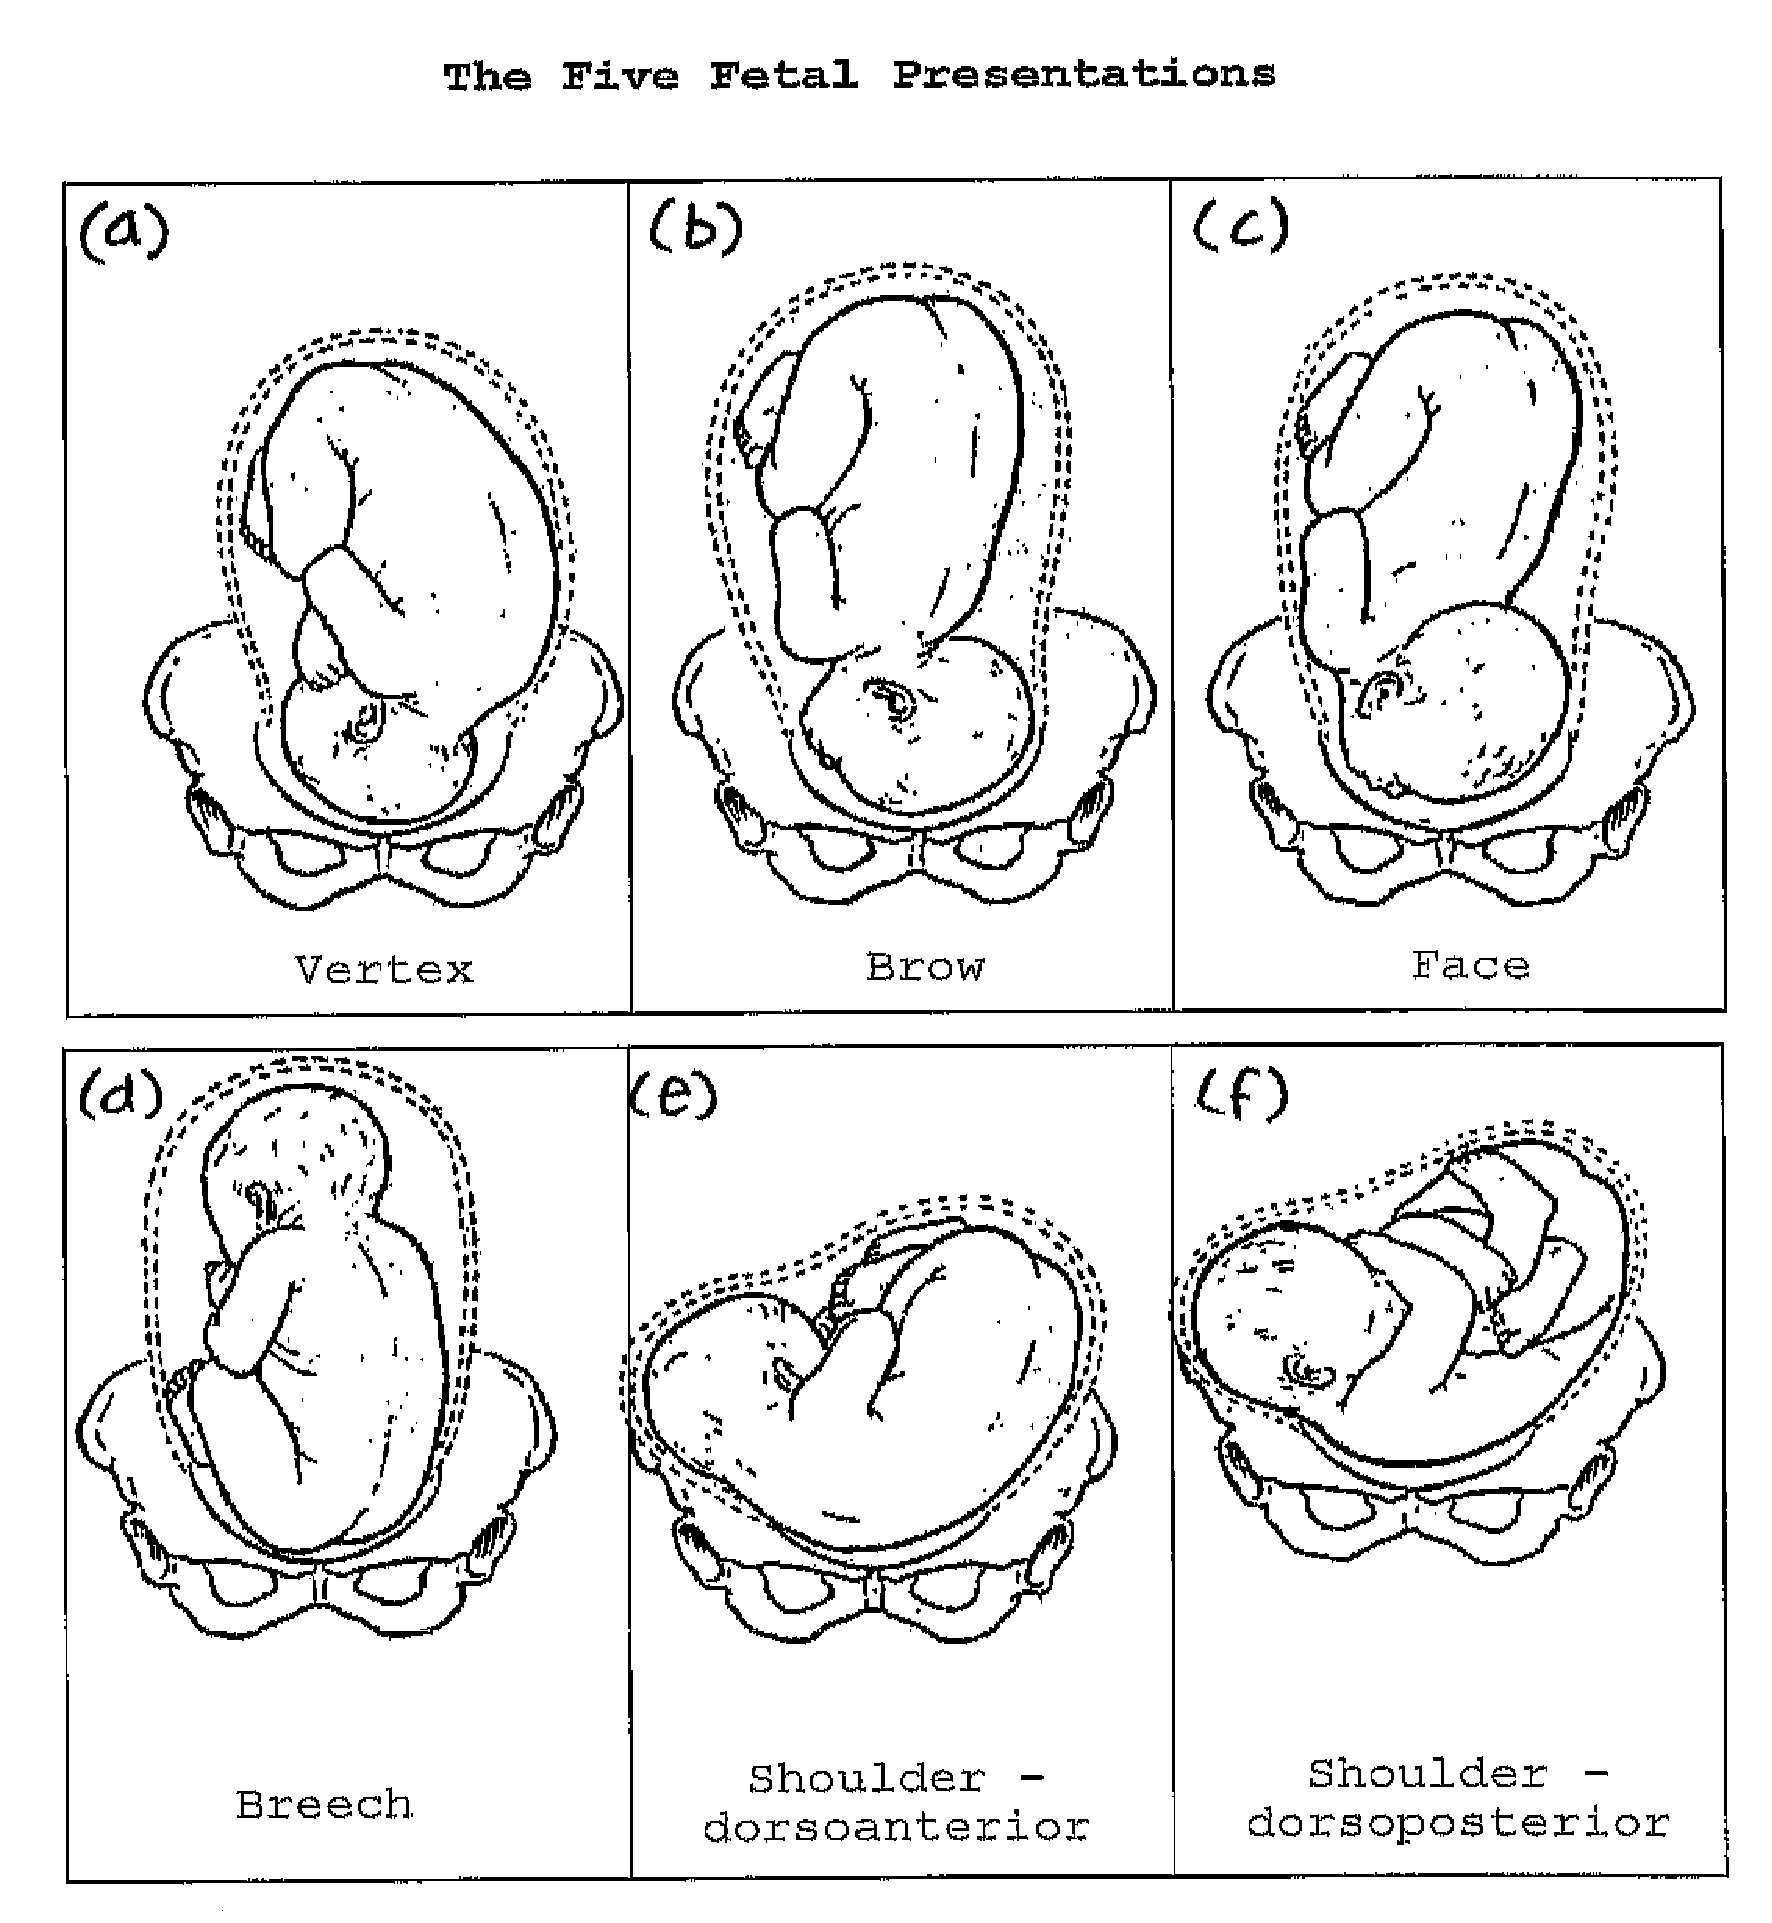 The Five Fetal Presentations
(a)
(b)
(c)
Vertex
Brow
Face
(d)
(e)
(f)
Breech
Shoulder -
dorsoanterior
Shoulder -
dorsoposterior